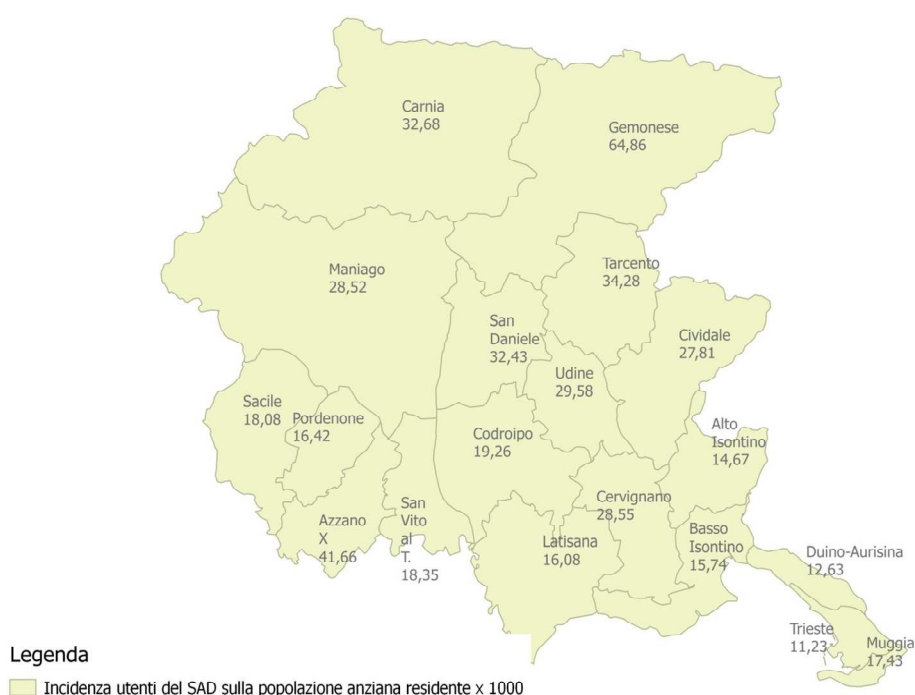 Carnia
32,68
Gemonese
64,86
Tarcento
34,28
Maniago
28,52
San
Daniele
32,43
Cividale
27,81
Udine
29,58
Sacile
18,08
Pordenone
16,42
Codroipo
19,26
Alto
Isontino
14,67
Azzano
X
41,66
San
Vito
al
T.
18,35
Cervignano
28,55
Latisana
16,08
Basso
Isontino
15,74
Duino-Aurisina
12,63
Trieste
11,23
Muggia
17,43
Legenda
Incidenza utenti del SAD sulla popolazione anziana residente x 1000